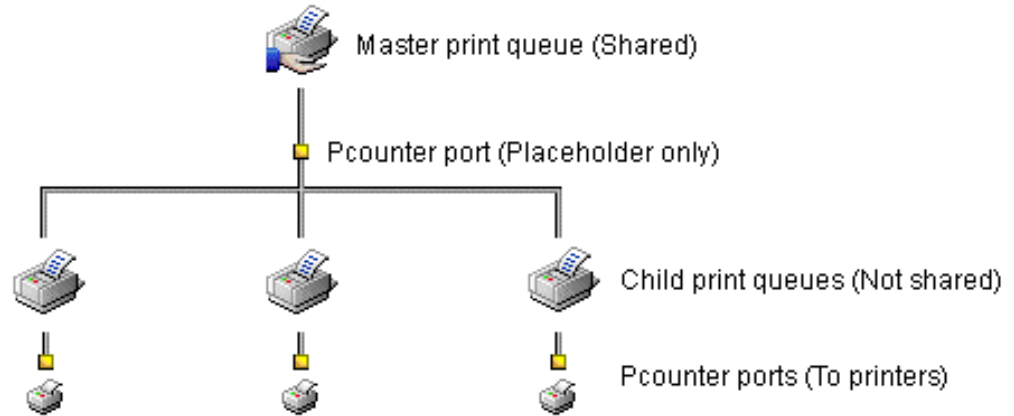 Master print queue (Shared)
Pcounter port (Placeholder only)
Child print queues (Not shared)
Pcounter ports (To printers)